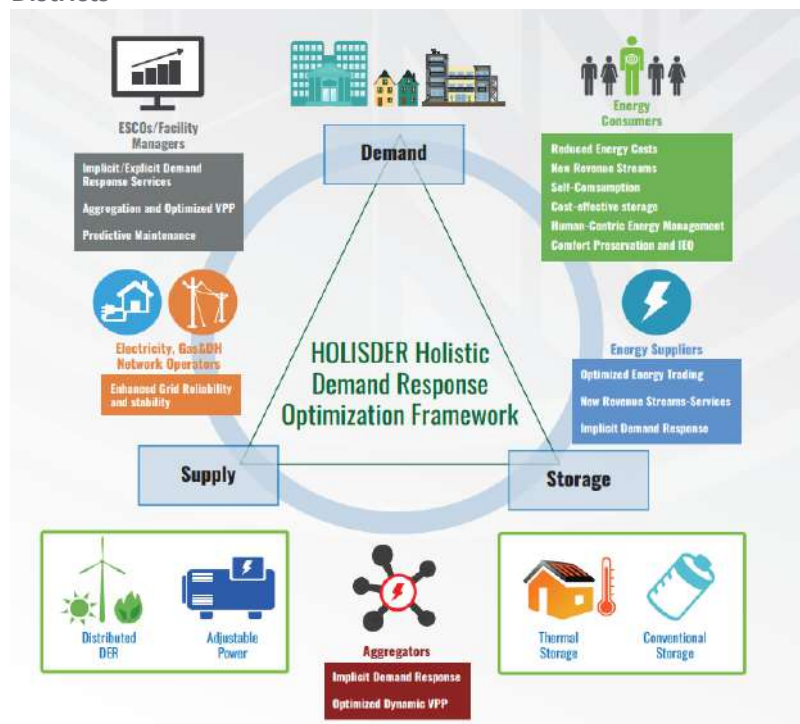 ESCOs/Facility
Managers
Implicit/Explicit Demand
Response Services
Aggregation and Optimized VPP
Predictive Maintenance
Demand
Energy
Consumers
Reduced Energy Costs
New Revenue Streams
Self-Comsumption
Cost-effective storage
Human-Centric Energy Management
Comfort Preservation and IEQ
Electricity, Gas&DH
Network Operators
Enhanced Grid Reliability
and stability
HOLISDER Holistic
Demand Response
Optimization Framework
Energy Suppliers
Optimized Energy Trading
New Revenue Streams-Services
Implicit Demand Response
Supply
Storage
Distributed
DER
Adjustable
Power
Aggregators
Implicit Demand Response
Optimized Dynamic VPP
Thermal
Storage
Conventional
Storage